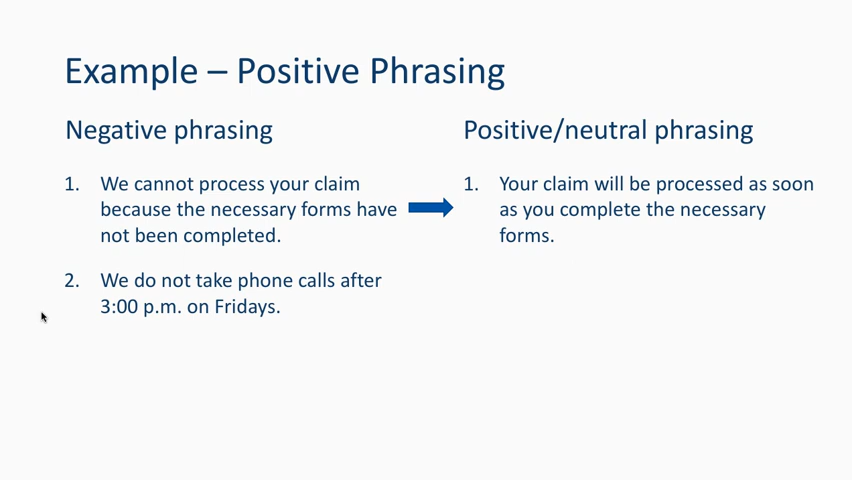 Example – Positive Phrasing
Negative phrasing
1. We cannot process your claim
because the necessary forms have
not been completed.
2. We do not take phone calls after
3:00 p.m. on Fridays.
Positive/neutral phrasing
1. Your claim will be processed as soon
as you complete the necessary
forms.